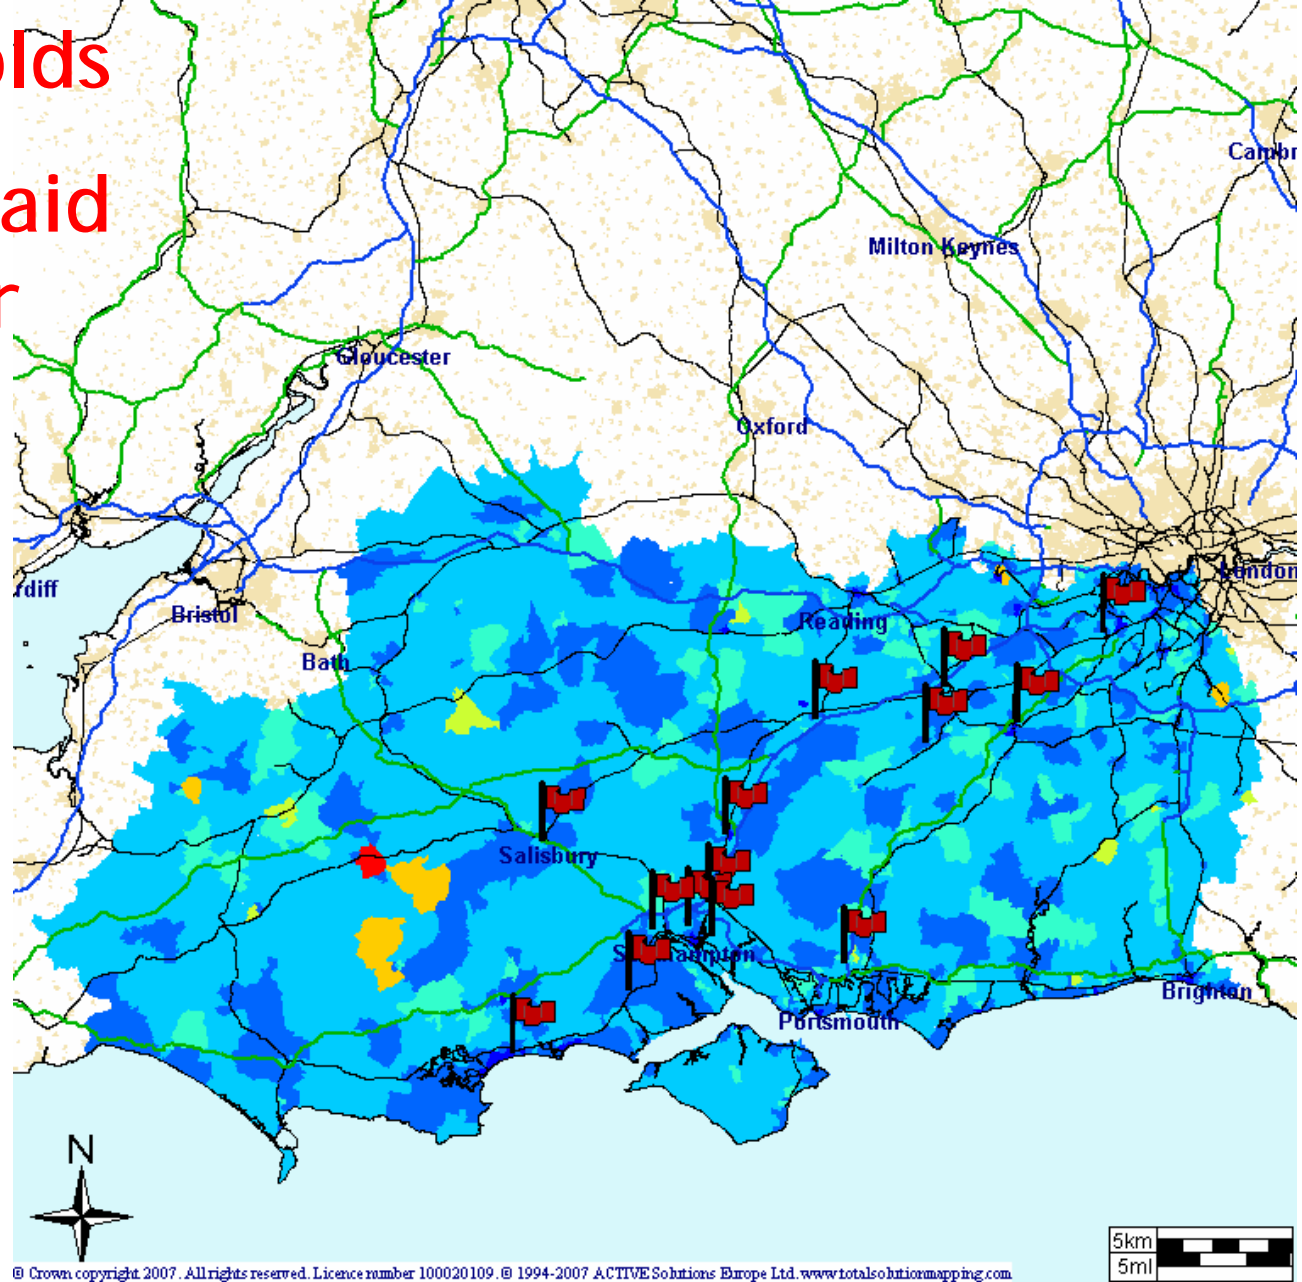 olds
aid
r
Cambr
Milton Keynes
Gloucester
Oxford
rdiff
Bristol
London
Reading
Bath
Salisbury
Southampton
Brighton
Portsmouth
N
5km
5ml
© Crown copyright 2007. All rights reserved. Licence number 100020109. © 1994-2007 ACTIVE Solutions Europe Ltd. www.totalsolutionmapping.com